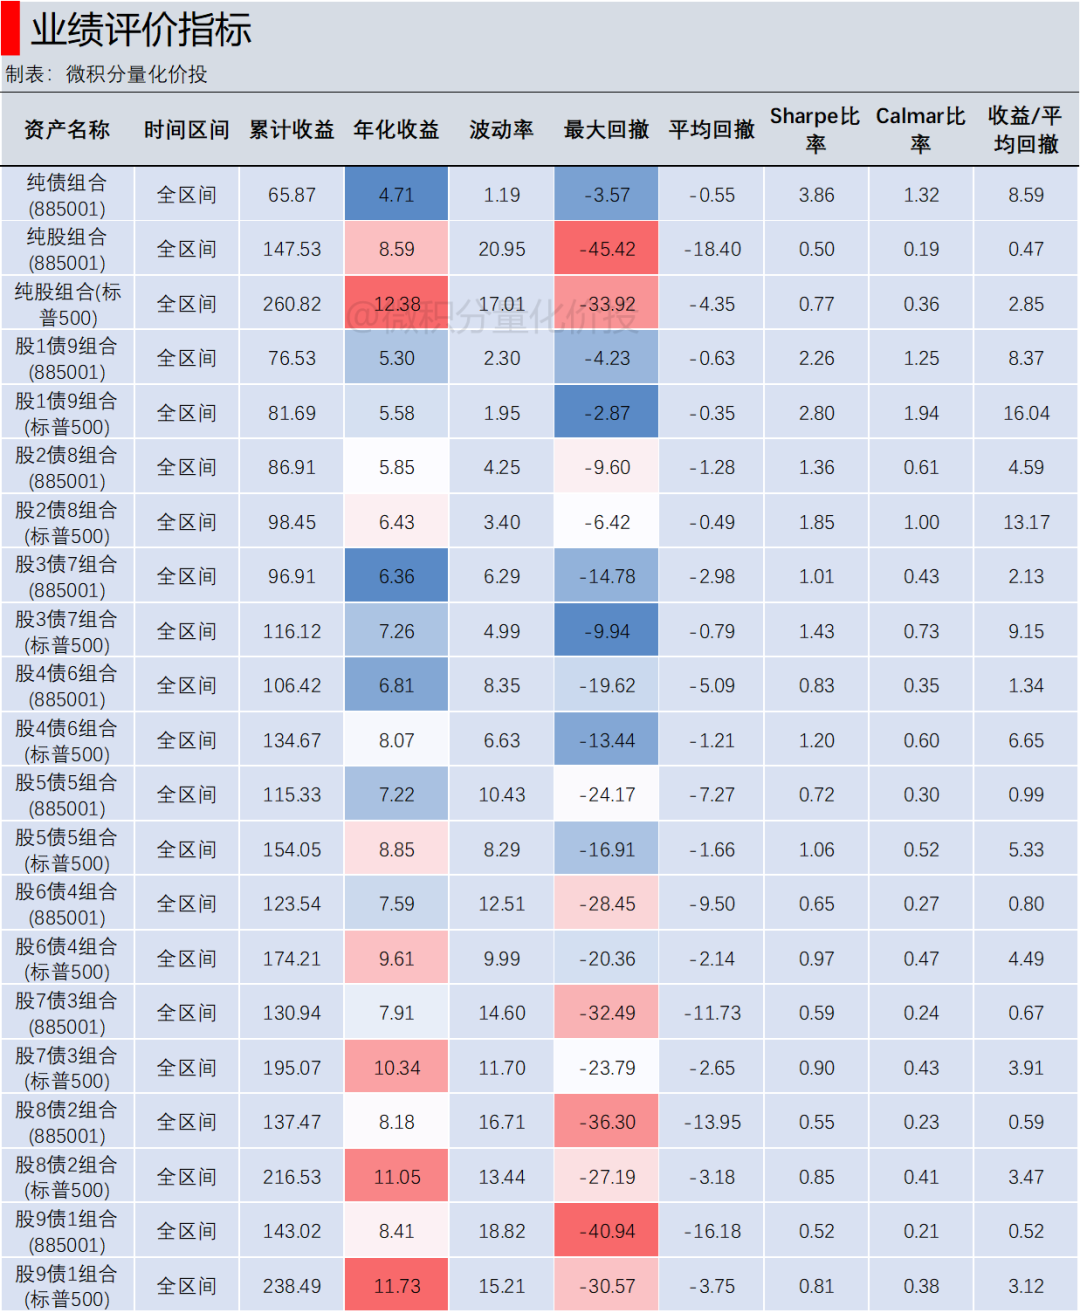 业绩评价指标
制表：微积分量化价投
资产名称 时间区间 累计收益 年化收益 波动率 最大回撤 平均回撤 Sharpe比率 Calmar比率 收益/平均回撤
纯债组合(885001) 全区间 65.87 4.71 1.19 -3.57 -0.55 3.86 1.32 8.59
纯股组合(885001) 全区间 147.53 8.59 20.95 -45.42 -18.40 0.50 0.19 0.47
纯股组合(标普500) 全区间 260.82 12.38 17.01 -33.92 -4.35 0.77 0.36 2.85
@微积分量化价投
股1债9组合(885001) 全区间 76.53 5.30 2.30 -4.23 -0.63 2.26 1.25 8.37
股1债9组合(标普500) 全区间 81.69 5.58 1.95 -2.87 -0.35 2.80 1.94 16.04
股2债8组合(885001) 全区间 86.91 5.85 4.25 -9.60 -1.28 1.36 0.61 4.59
股2债8组合(标普500) 全区间 98.45 6.43 3.40 -6.42 -0.49 1.85 1.00 13.17
股3债7组合(885001) 全区间 96.91 6.36 6.29 -14.78 -2.98 1.01 0.43 2.13
股3债7组合(标普500) 全区间 116.12 7.26 4.99 -9.94 -0.79 1.43 0.73 9.15
股4债6组合(885001) 全区间 106.42 6.81 8.35 -19.62 -5.09 0.83 0.35 1.34
股4债6组合(标普500) 全区间 134.67 8.07 6.63 -13.44 -1.21 1.20 0.60 6.65
股5债5组合(885001) 全区间 115.33 7.22 10.43 -24.17 -7.27 0.72 0.30 0.99
股5债5组合(标普500) 全区间 154.05 8.85 8.29 -16.91 -1.66 1.06 0.52 5.33
股6债4组合(885001) 全区间 123.54 7.59 12.51 -28.45 -9.50 0.65 0.27 0.80
股6债4组合(标普500) 全区间 174.21 9.61 9.99 -20.36 -2.14 0.97 0.47 4.49
股7债3组合(885001) 全区间 130.94 7.91 14.60 -32.49 -11.73 0.59 0.24 0.67
股7债3组合(标普500) 全区间 195.07 10.34 11.70 -23.79 -2.65 0.90 0.43 3.91
股8债2组合(885001) 全区间 137.47 8.18 16.71 -36.30 -13.95 0.55 0.23 0.59
股8债2组合(标普500) 全区间 216.53 11.05 13.44 -27.19 -3.18 0.85 0.41 3.47
股9债1组合(885001) 全区间 143.02 8.41 18.82 -40.94 -16.18 0.52 0.21 0.52
股9债1组合(标普500) 全区间 238.49 11.73 15.21 -30.57 -3.75 0.81 0.38 3.12